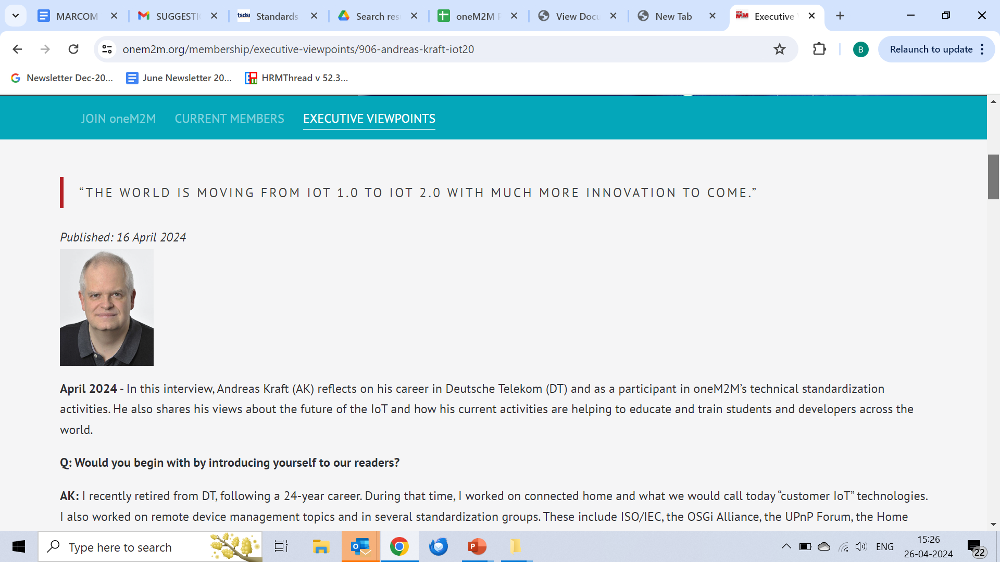 MARCOM
SUGGESTI
tsdsi
Standards
Search res
oneM2M P
View Docu
New Tab
Executive
onem2m.org/membership/executive-viewpoints/906-andreas-kraft-iot20
B
Relaunch to update
Newsletter Dec-20...
June Newsletter 20...
HRMThread v 52.3...
JOIN oneM2M
CURRENT MEMBERS
EXECUTIVE VIEWPOINTS
“THE WORLD IS MOVING FROM IOT 1.0 TO IOT 2.0 WITH MUCH MORE INNOVATION TO COME.”
Published: 16 April 2024
April 2024 - In this interview, Andreas Kraft (AK) reflects on his career in Deutsche Telekom (DT) and as a participant in oneM2M’s technical standardization
activities. He also shares his views about the future of the IoT and how his current activities are helping to educate and train students and developers across the
world.
Q: Would you begin with by introducing yourself to our readers?
AK: I recently retired from DT, following a 24-year career. During that time, I worked on connected home and what we would call today “customer IoT” technologies.
I also worked on remote device management topics and in several standardization groups. These include ISO/IEC, the OSGi Alliance, the UPnP Forum, the Home
Type here to search
ENG
15:26
26-04-2024
22